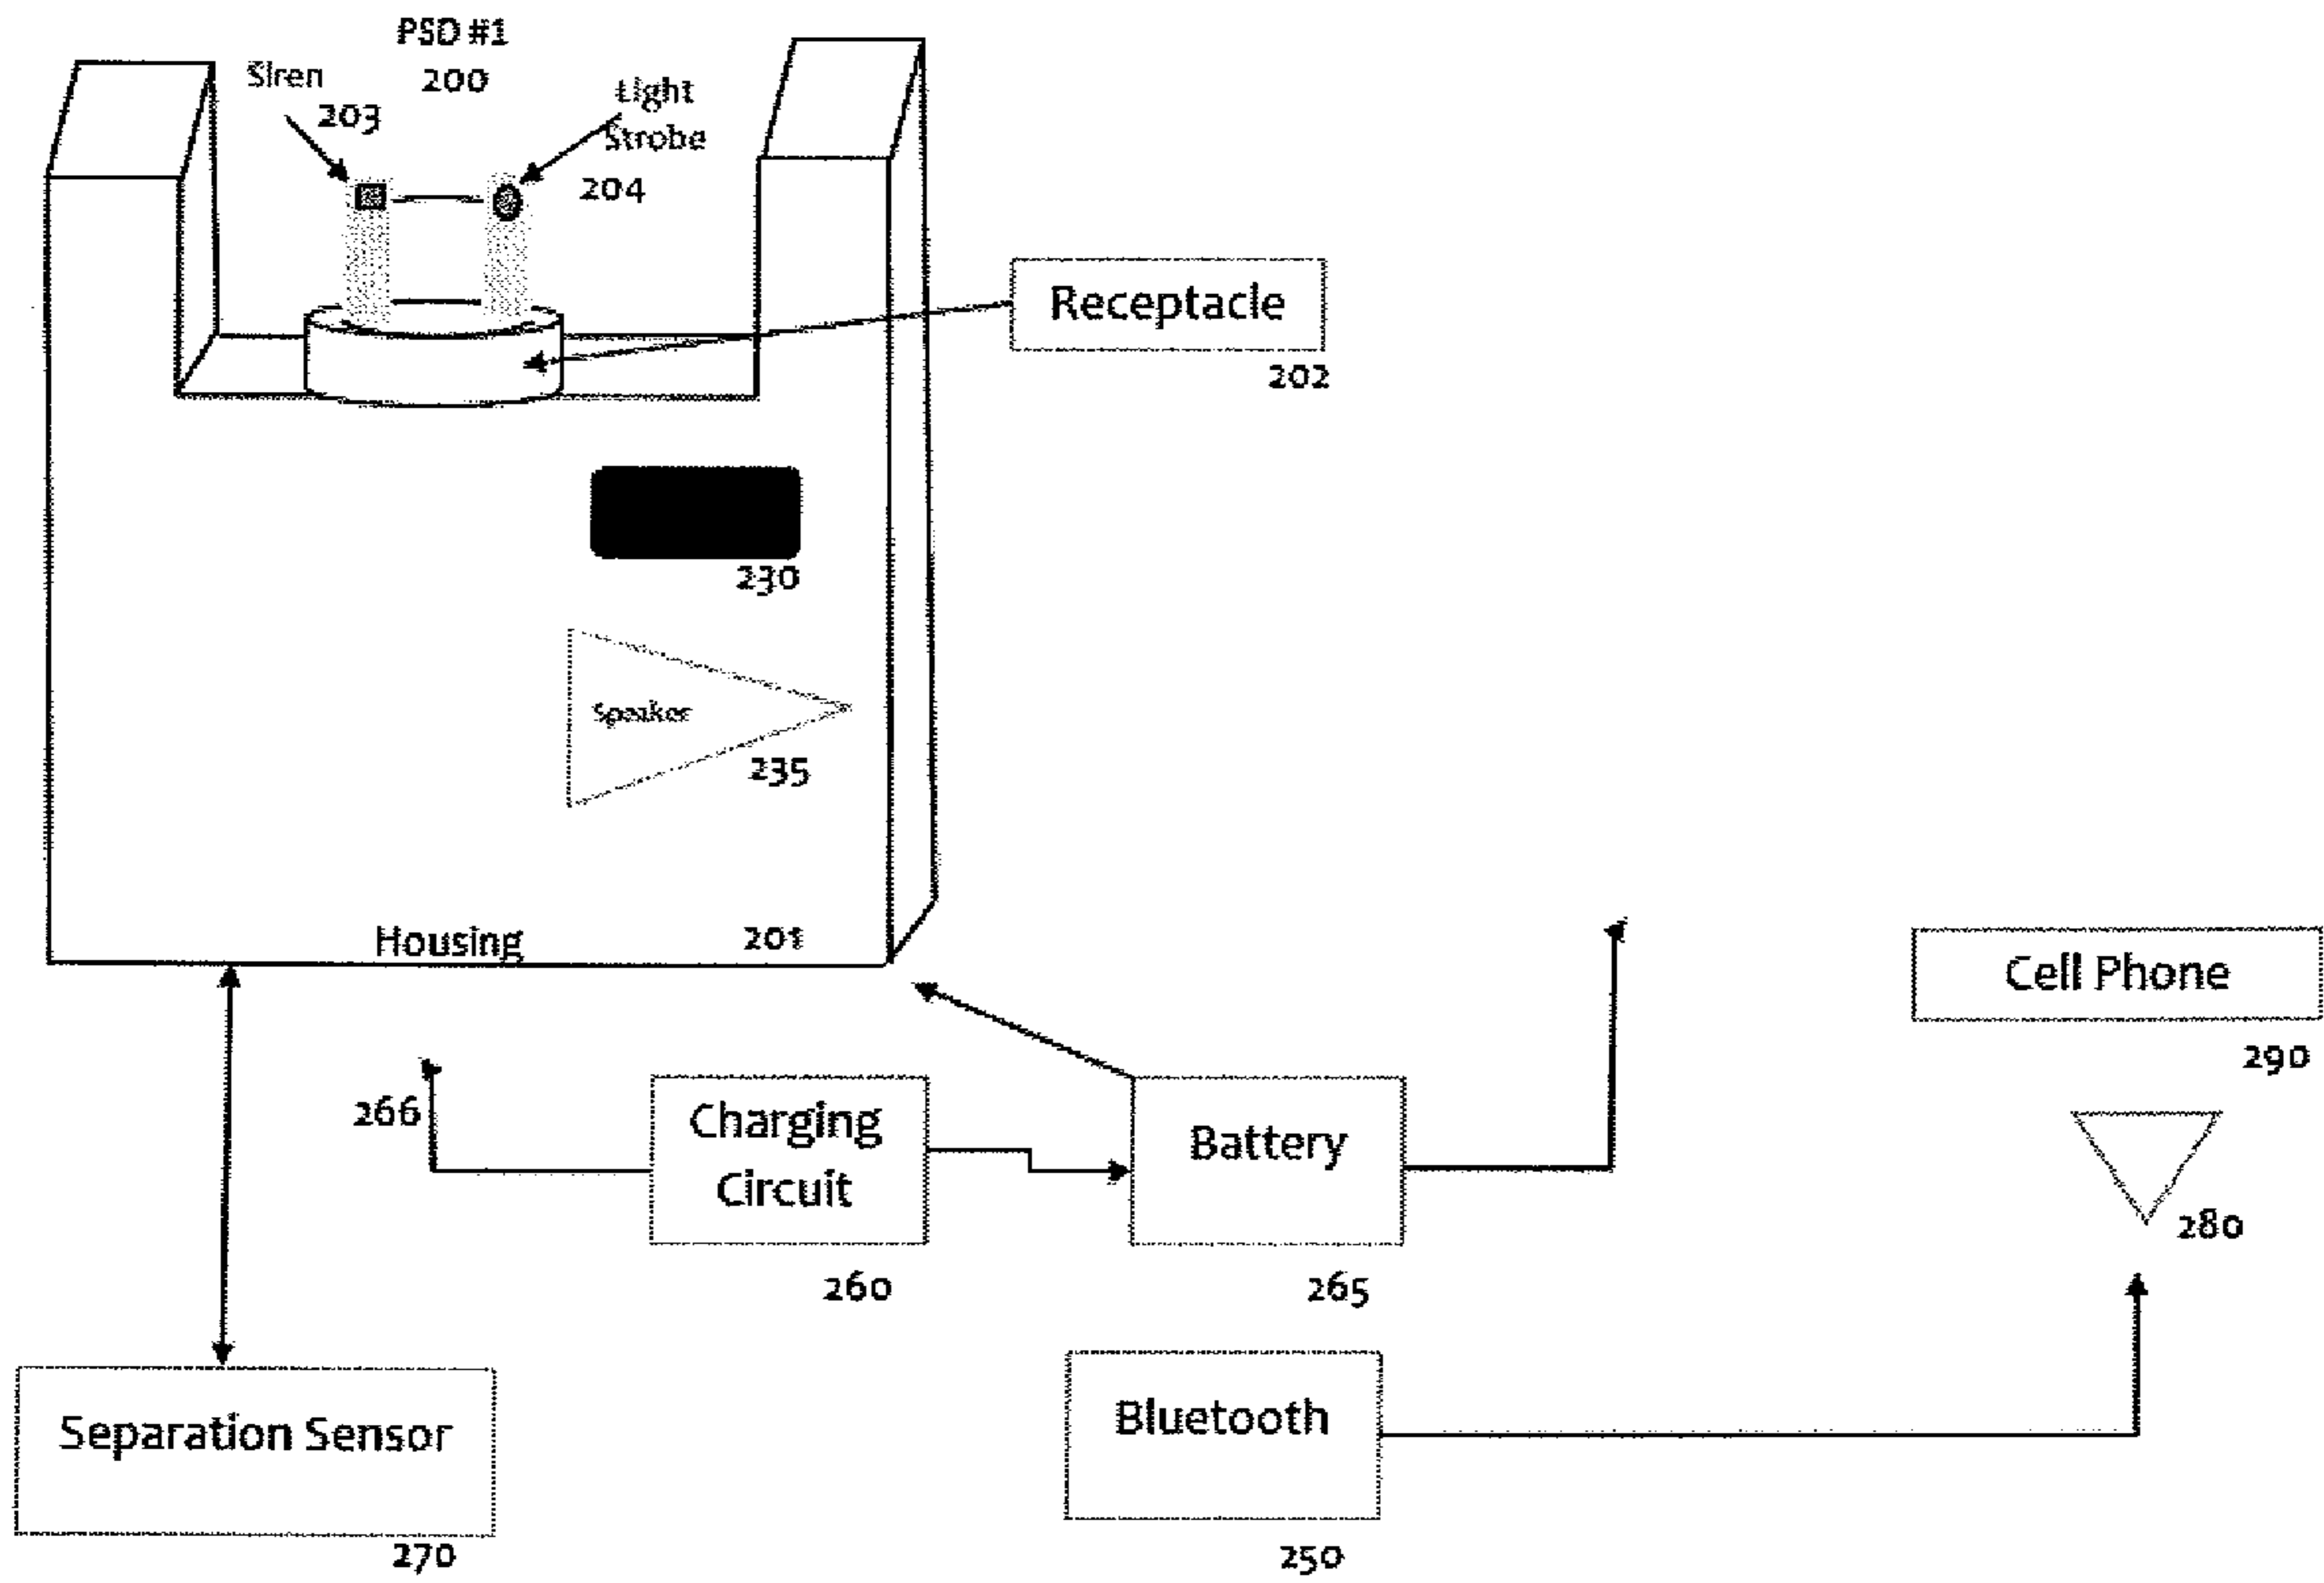 PSD #1
200
Siren
203
Light
Strobe
204
Receptacle
202
230
Speaker
235
Housing 201
Cell Phone
290
266
Charging
Circuit
260
Battery
265
280
Separation Sensor
270
Bluetooth
250